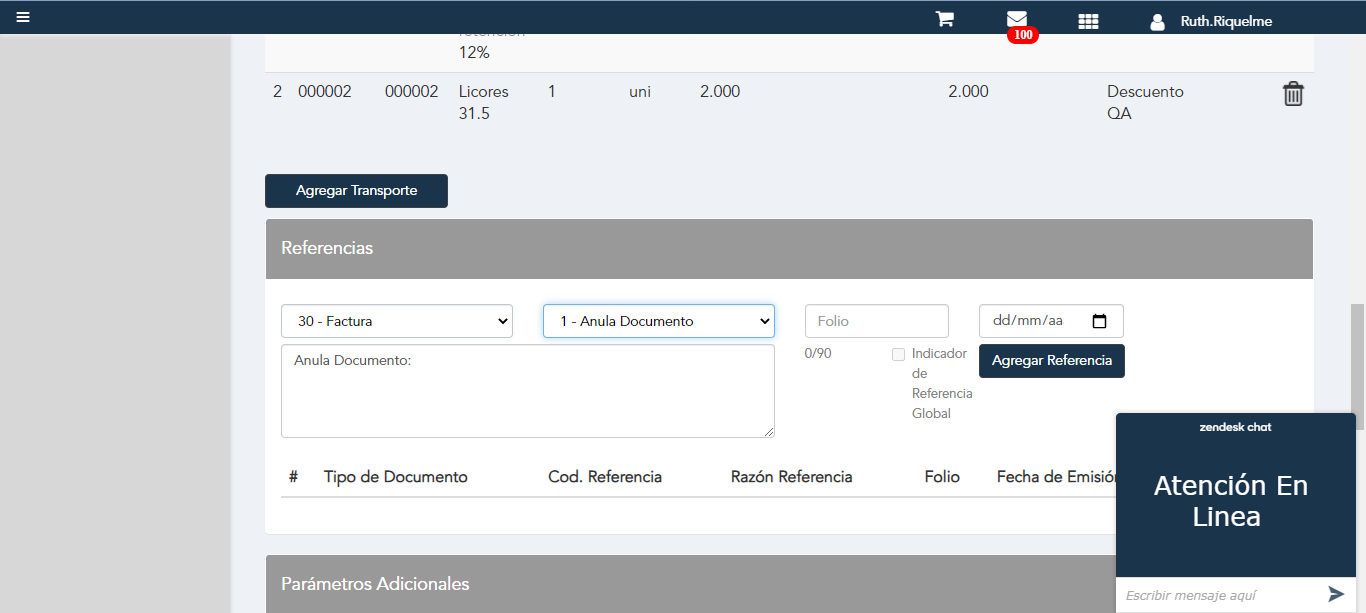 Ruth.Riquelme
100
retención
12%
2 000002 000002 Licores 1 uni 2.000 2.000 Descuento
31.5 QA
Agregar Transporte
Referencias
30 - Factura 1 - Anula Documento Folio dd/mm/aa
Anula Documento: 0/90 Indicador de Referencia Global Agregar Referencia
# Tipo de Documento Cod. Referencia Razón Referencia Folio Fecha de Emisión
Parámetros Adicionales
zendesk chat
Atención En
Linea
Escribir mensaje aquí